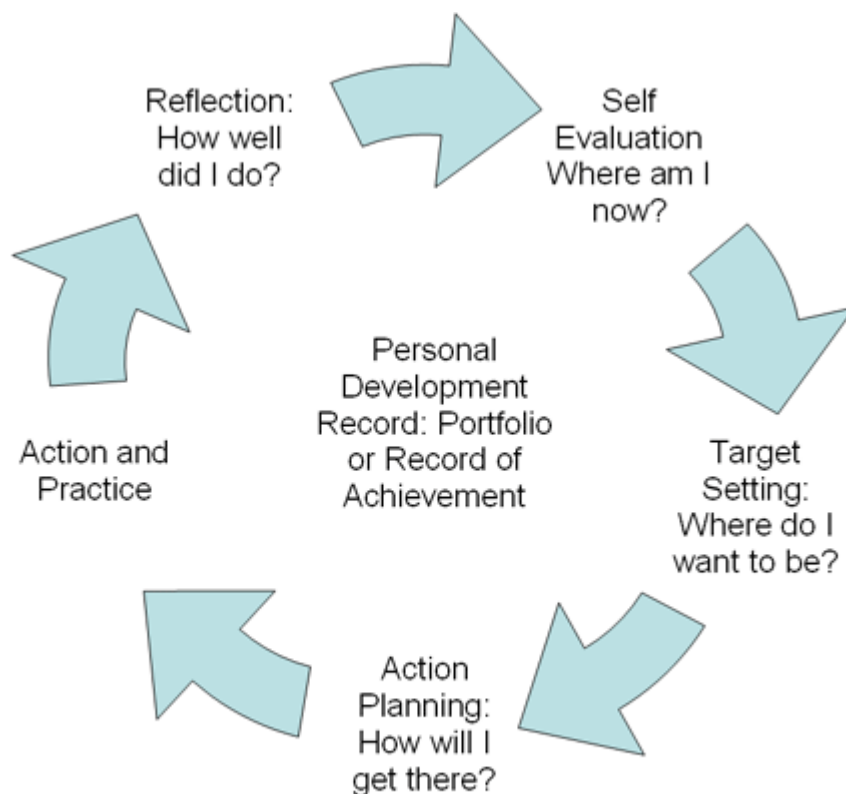 Reflection:
How well
did I do?
Self
Evaluation
Where am I
now?
Target
Setting:
Where do I
want to be?
Action
Planning:
How will I
get there?
Action and
Practice
Personal
Development
Record: Portfolio
or Record of
Achievement